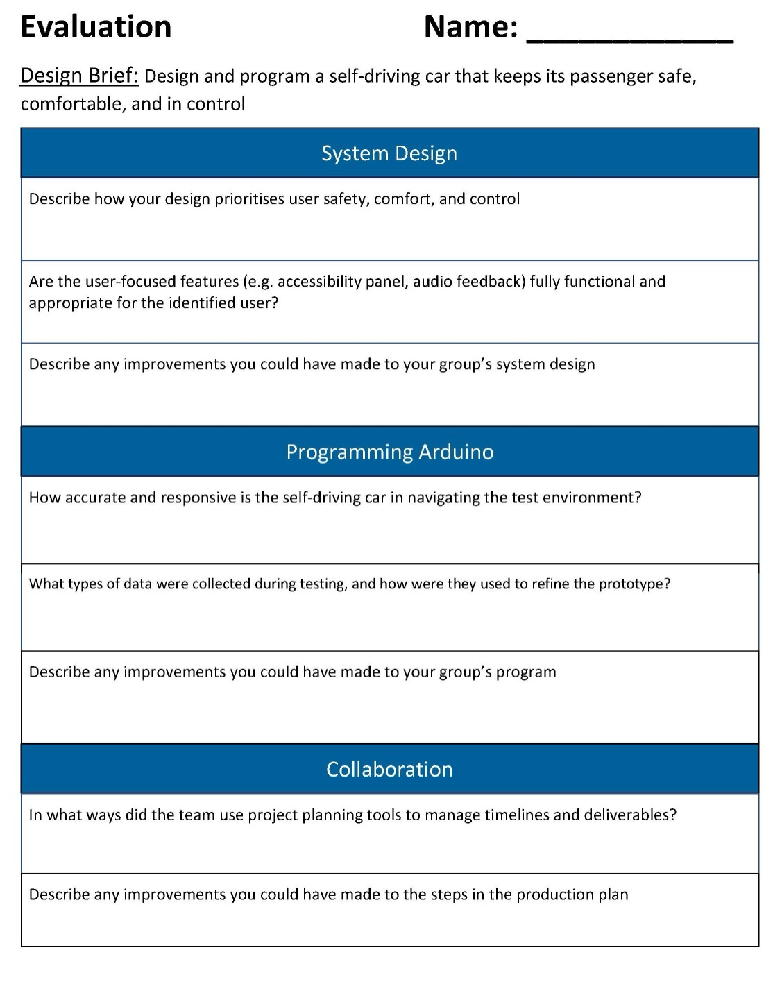 Evaluation Name: ____________
Design Brief: Design and program a self-driving car that keeps its passenger safe,
comfortable, and in control
System Design
Describe how your design prioritises user safety, comfort, and control
Are the user-focused features (e.g. accessibility panel, audio feedback) fully functional and
appropriate for the identified user?
Describe any improvements you could have made to your group’s system design
Programming Arduino
How accurate and responsive is the self-driving car in navigating the test environment?
What types of data were collected during testing, and how were they used to refine the prototype?
Describe any improvements you could have made to your group’s program
Collaboration
In what ways did the team use project planning tools to manage timelines and deliverables?
Describe any improvements you could have made to the steps in the production plan